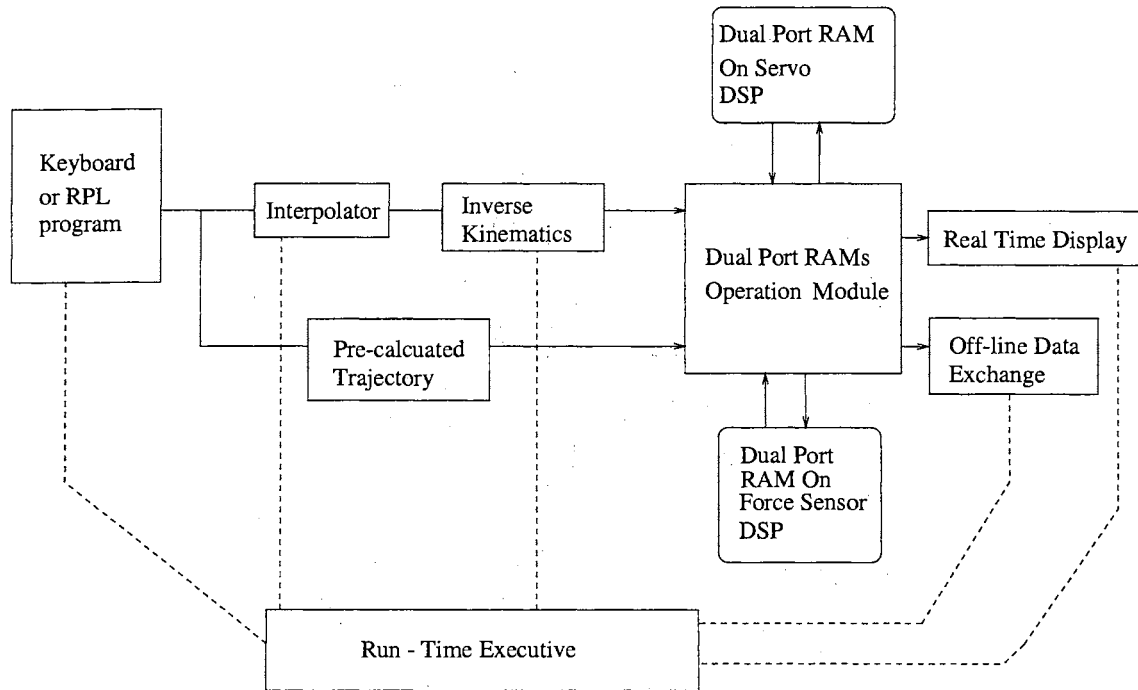 Dual Port RAM
On Servo
DSP
Keyboard
or RPL
program
Interpolator
Inverse
Kinematics
Dual Port RAMs
Operation Module
Real Time Display
Pre-calcuated
Trajectory
Off-line Data
Exchange
Dual Port
RAM On
Force Sensor
DSP
Run - Time Executive